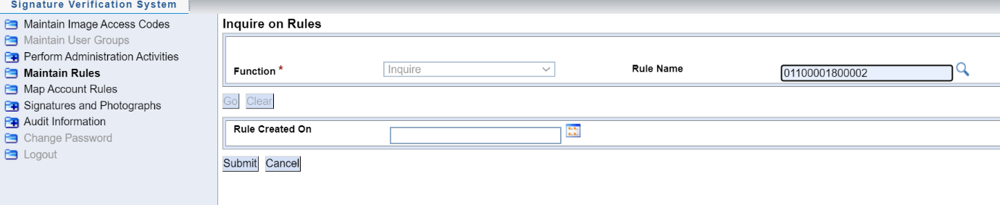 Signature Verification System
Maintain Image Access Codes
Maintain User Groups
Perform Administration Activities
Maintain Rules
Map Account Rules
Signatures and Photographs
Audit Information
Change Password
Logout
Inquire on Rules
Function * Inquire Rule Name 01100001800002
Go Clear
Rule Created On
Submit Cancel